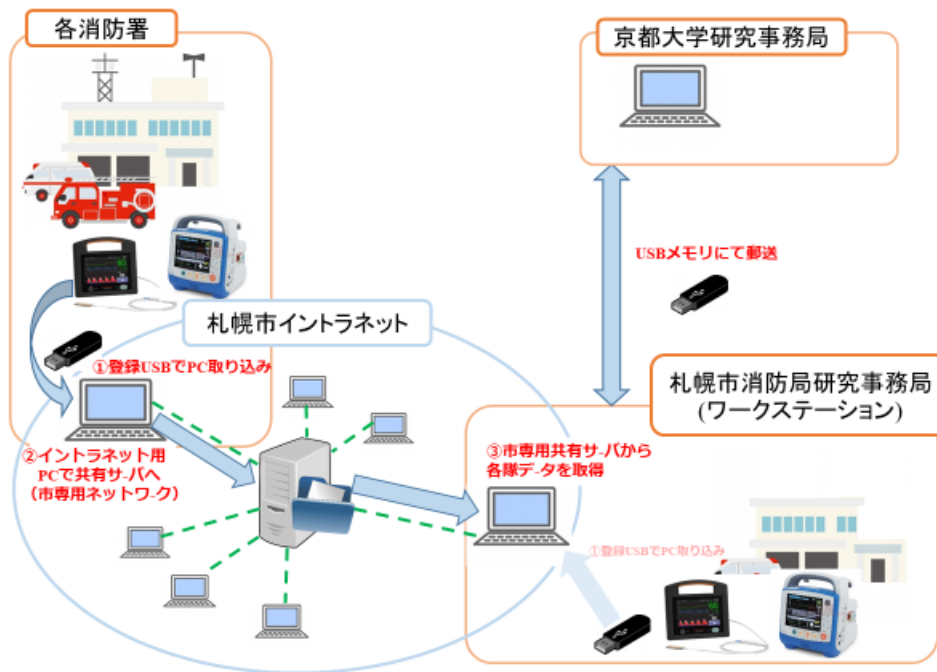 各消防署
京都大学研究事務局
USBメモリにて郵送
札幌市イントラネット
①登録USBでPC取り込み
札幌市消防局研究事務局
(ワークステーション)
②イントラネット用
PCで共有サ-バへ
（市専用ネットワ-ク）
③市専用共有サ-バから
各隊デ-タを取得
①登録USBでPC取り込み